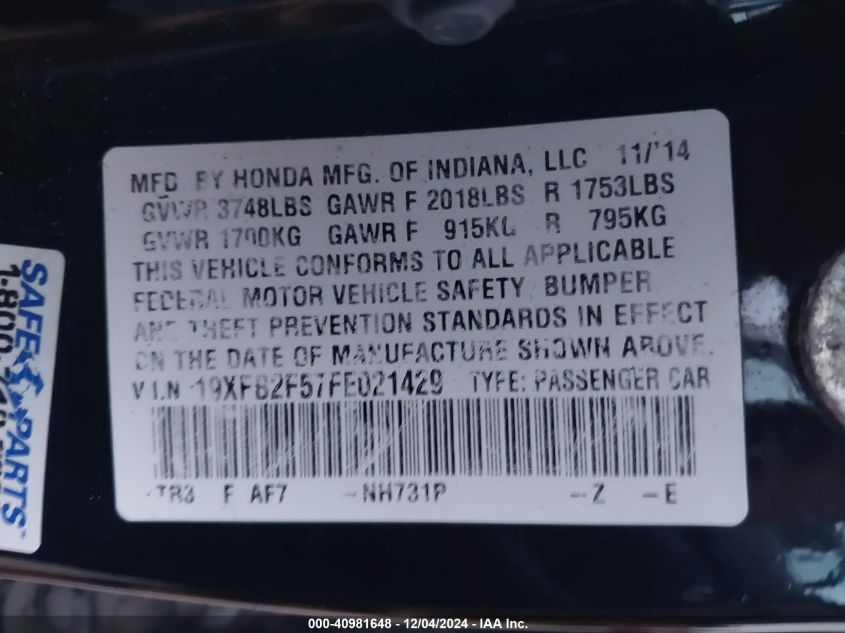 MFD BY HONDA MFG. OF INDIANA, LLC 11/'14
GVWR 3748LBS GAWR F 2018LBS R 1753LBS
GVWR 1700KG GAWR F 915KG R 795KG
THIS VEHICLE CONFORMS TO ALL APPLICABLE
FEDERAL MOTOR VEHICLE SAFETY, BUMPER
AND THEFT PREVENTION STANDARDS IN EFFECT
ON THE DATE OF MANUFACTURE SHOWN ABOVE.
V I.N 19XFB2F57FE021429 TYPE: PASSENGER CAR
-TR3 F AF7 -NH731P -Z -E
SAFE PARTS
1-800-
000-40981648 - 12/04/2024 - IAA Inc.